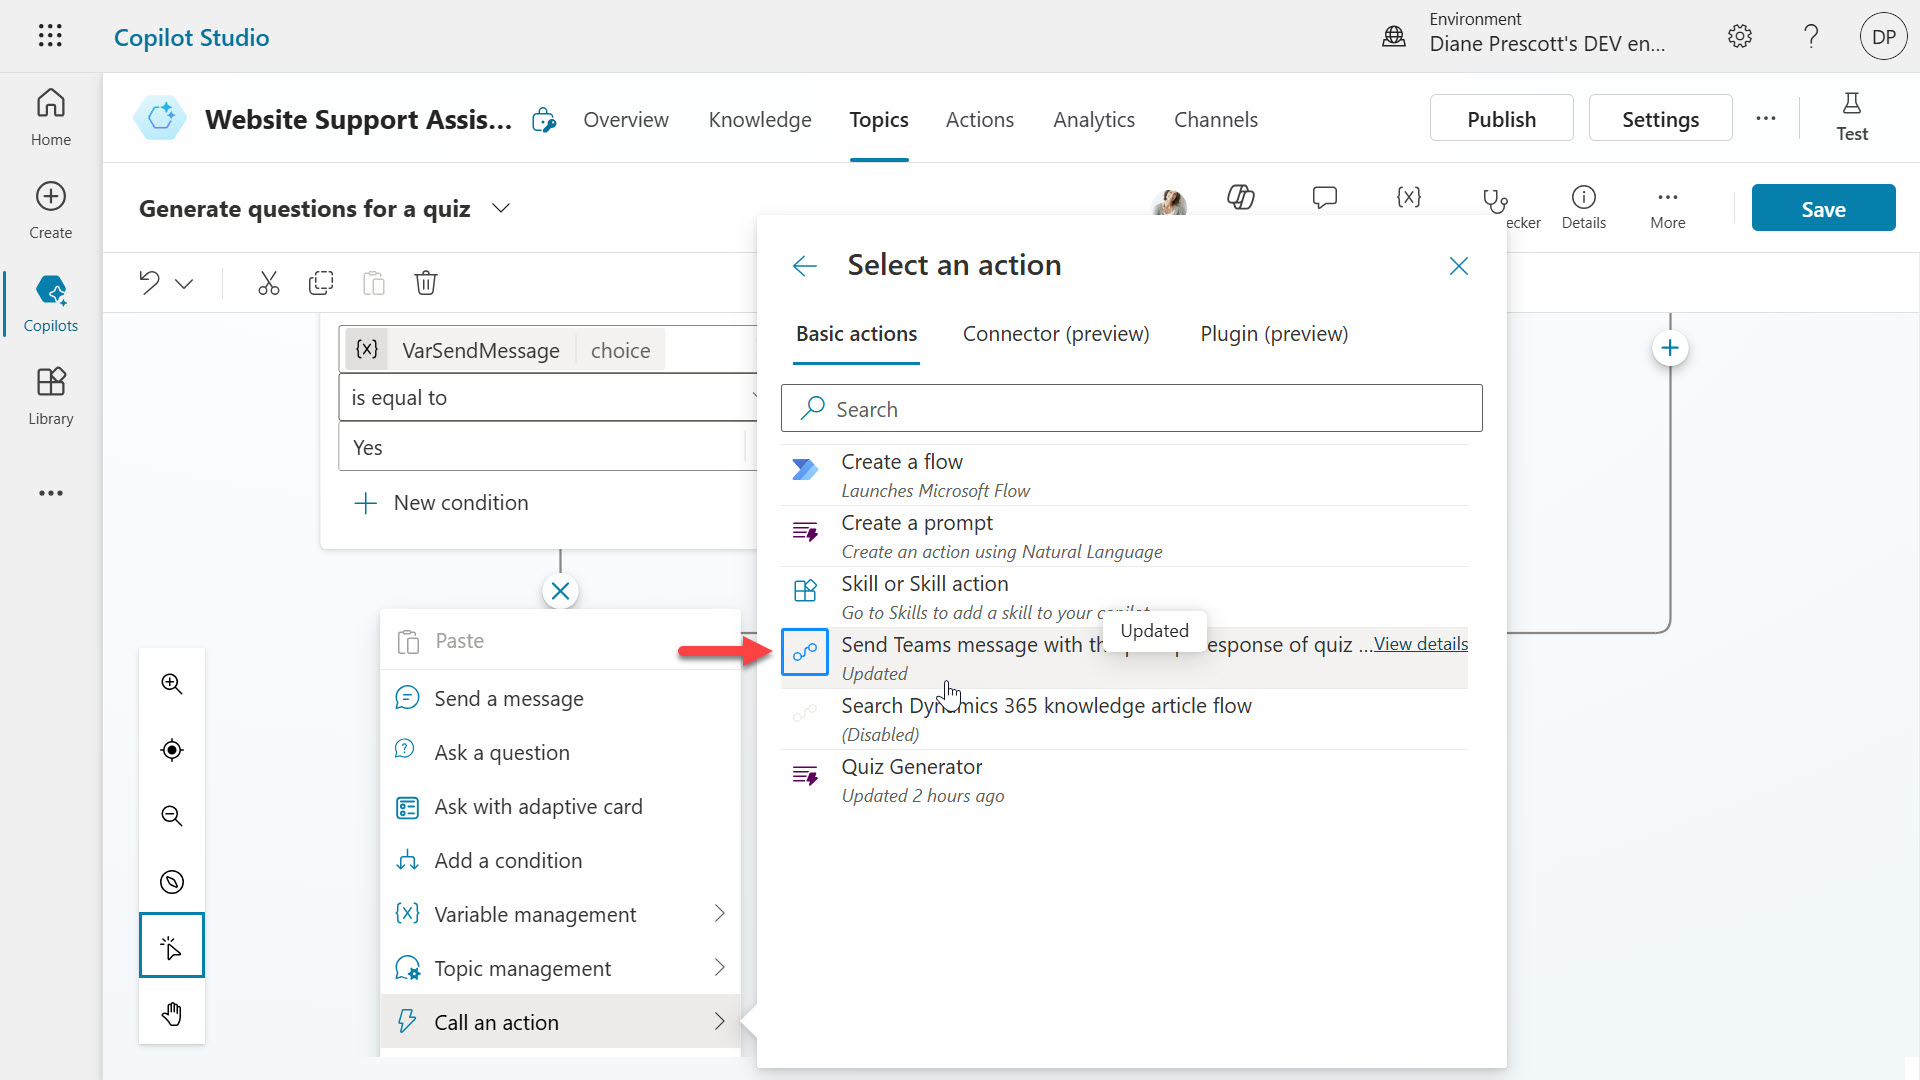 Copilot Studio
Environment
Diane Prescott's DEV en...
DP
Home
Create
Copilots
Library
Website Support Assis...
Overview
Knowledge
Topics
Actions
Analytics
Channels
Publish
Settings
Test
Generate questions for a quiz
{x}
ecker
Details
More
Save
{x} VarSendMessage choice
is equal to
Yes
New condition
Paste
Send a message
Ask a question
Ask with adaptive card
Add a condition
{x} Variable management
Topic management
Call an action
Select an action
Basic actions
Connector (preview)
Plugin (preview)
Search
Create a flow
Launches Microsoft Flow
Create a prompt
Create an action using Natural Language
Skill or Skill action
Go to Skills to add a skill to your copilot
Updated
Send Teams message with esponse of quiz ... View details
Updated
Search Dynamics 365 knowledge article flow
(Disabled)
Quiz Generator
Updated 2 hours ago